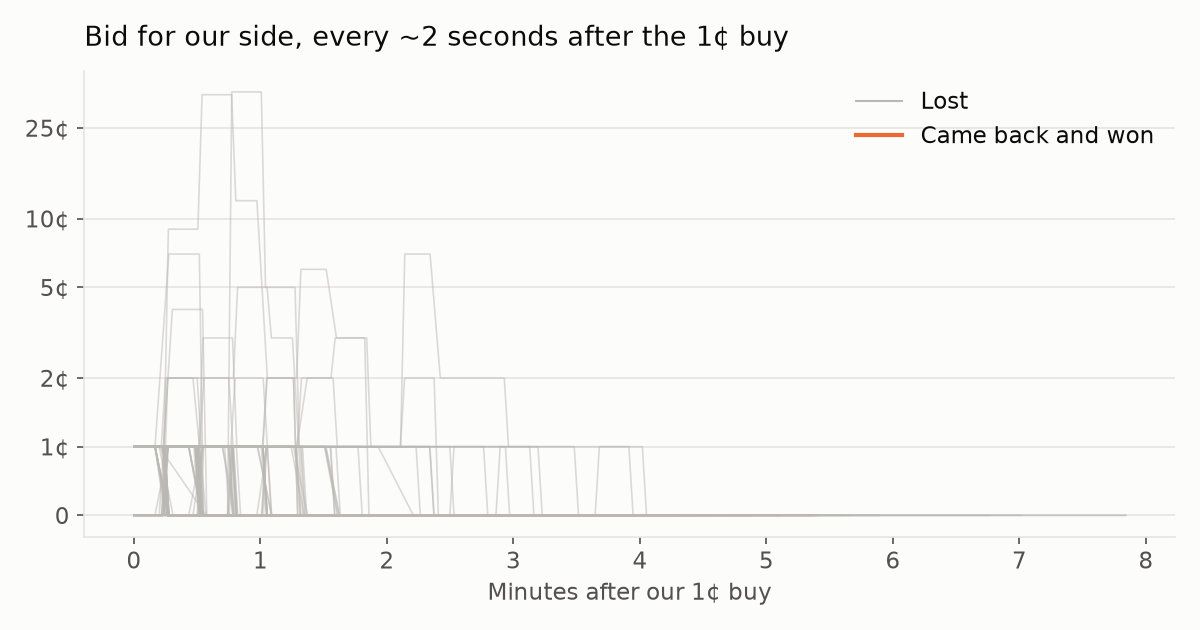 Bid for our side, every ~2 seconds after the 1¢ buy
Lost
Came back and won
25¢
10¢
5¢
2¢
1¢
0
0 1 2 3 4 5 6 7 8
Minutes after our 1¢ buy